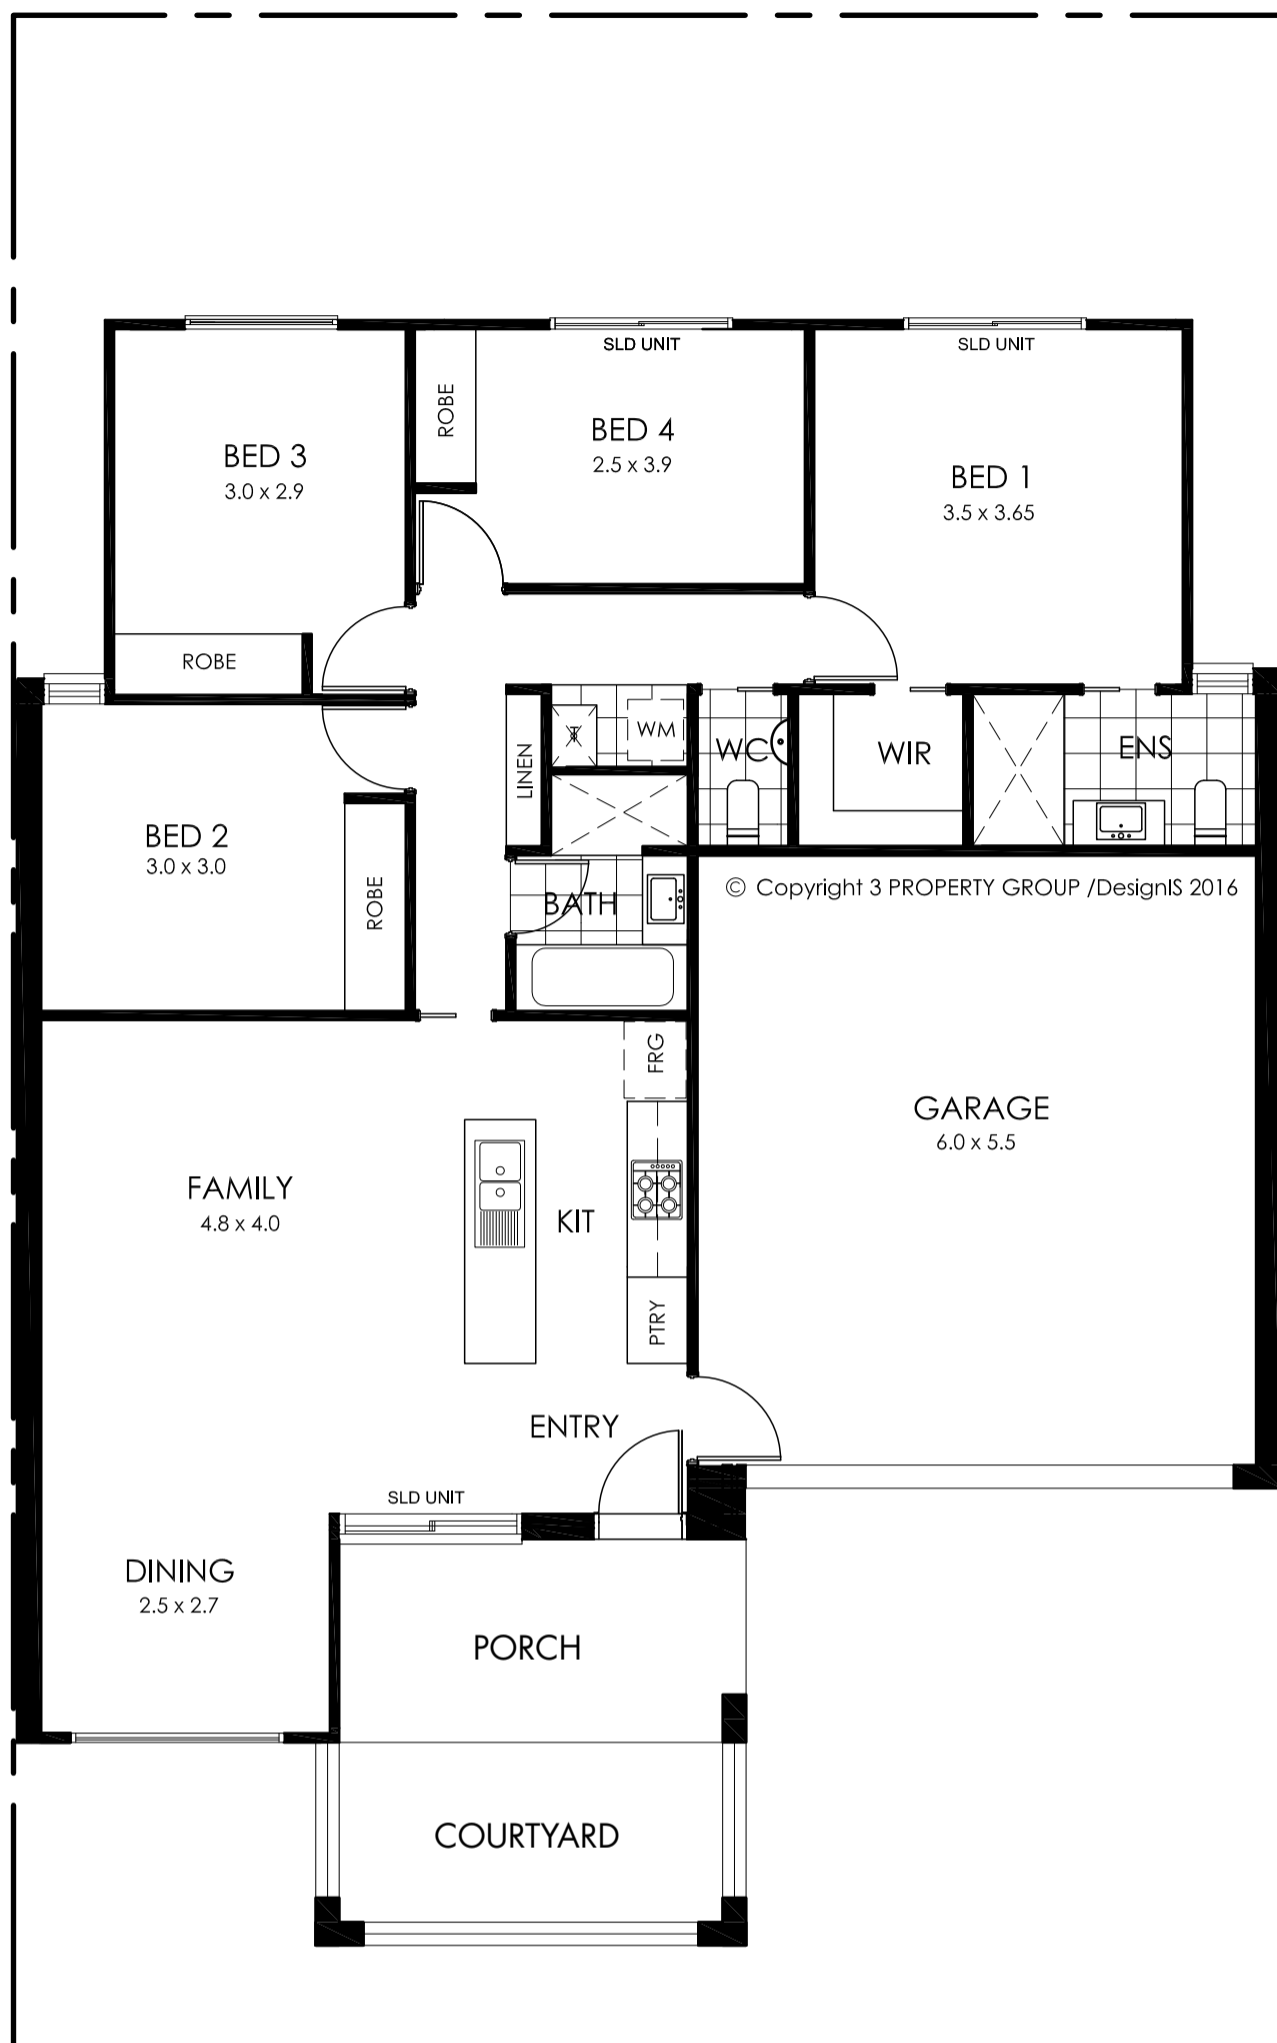 SLD UNIT
SLD UNIT
ROBE
BED 4
2.5 x 3.9
BED 3
3.0 x 2.9
BED 1
3.5 x 3.65
ROBE
WM
WC
WIR
ENS
LINEN
BED 2
3.0 x 3.0
ROBE
BATH
© Copyright 3 PROPERTY GROUP /DesignIS 2016
FRG
GARAGE
6.0 x 5.5
FAMILY
4.8 x 4.0
KIT
PTRY
ENTRY
SLD UNIT
DINING
2.5 x 2.7
PORCH
COURTYARD